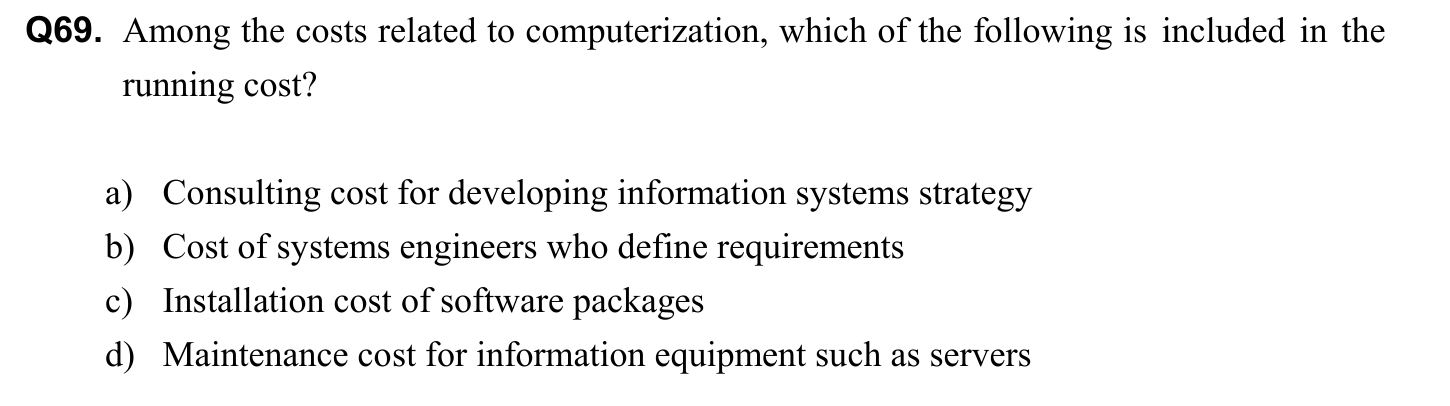 Q69. Among the costs related to computerization, which of the following is included in the
running cost?
a) Consulting cost for developing information systems strategy
b) Cost of systems engineers who define requirements
c) Installation cost of software packages
d) Maintenance cost for information equipment such as servers